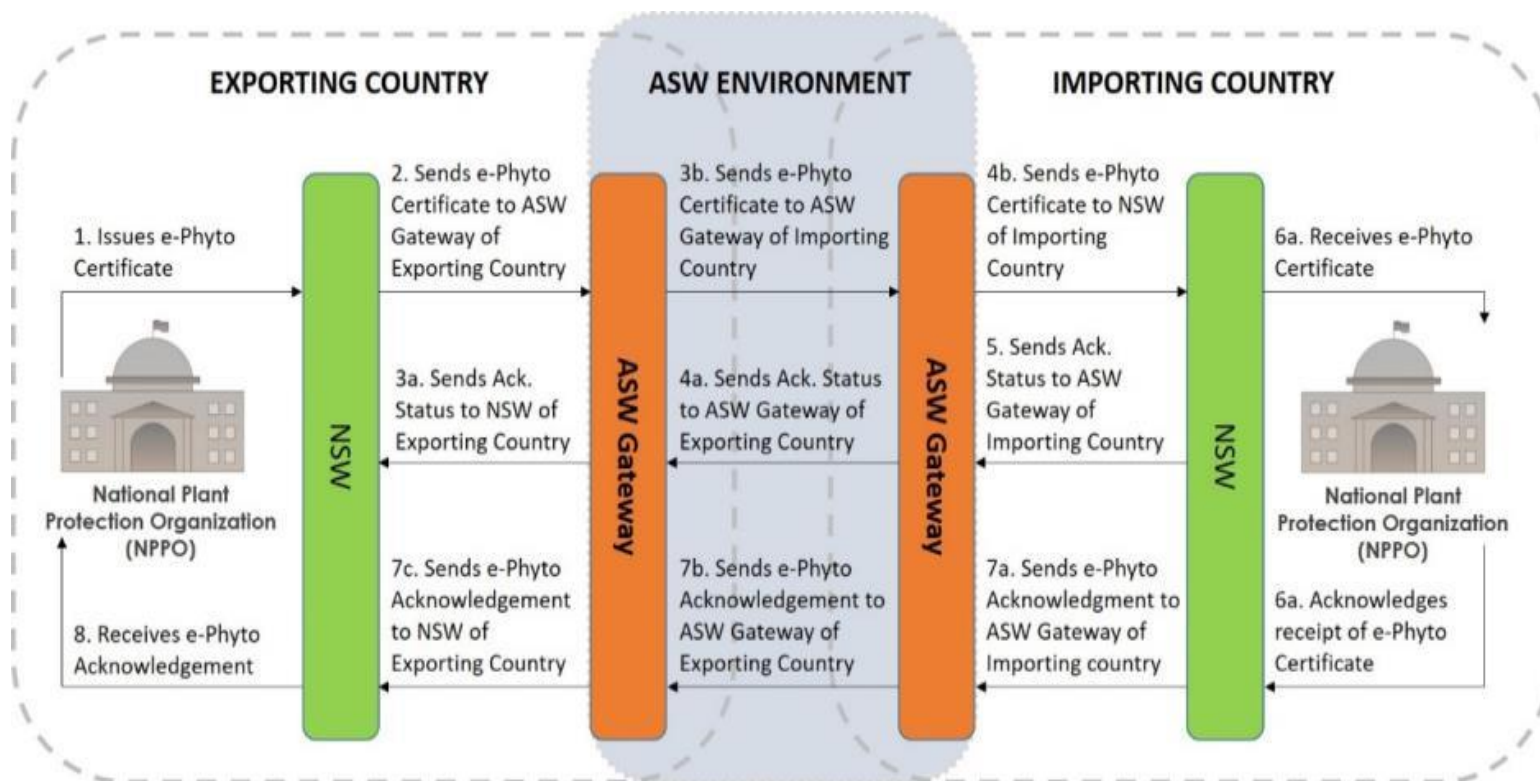 EXPORTING COUNTRY
ASW ENVIRONMENT
IMPORTING COUNTRY
1. Issues e-Phyto
Certificate
2. Sends e-Phyto
Certificate to ASW
Gateway of
Exporting Country
3b. Sends e-Phyto
Certificate to ASW
Gateway of Importing
Country
4b. Sends e-Phyto
Certificate to NSW
of Importing
Country
6a. Receives e-Phyto
Certificate
3a. Sends Ack.
Status to NSW of
Exporting Country
4a. Sends Ack. Status
to ASW Gateway of
Exporting Country
5. Sends Ack.
Status to ASW
Gateway of
Importing Country
NSW
ASW Gateway
ASW Gateway
NSW
National Plant
Protection Organization
(NPPO)
National Plant
Protection Organization
(NPPO)
8. Receives e-Phyto
Acknowledgement
7c. Sends e-Phyto
Acknowledgement
to NSW of
Exporting Country
7b. Sends e-Phyto
Acknowledgement to
ASW Gateway of
Exporting Country
7a. Sends e-Phyto
Acknowledgment to
ASW Gateway of
Importing country
6a. Acknowledges
receipt of e-Phyto
Certificate